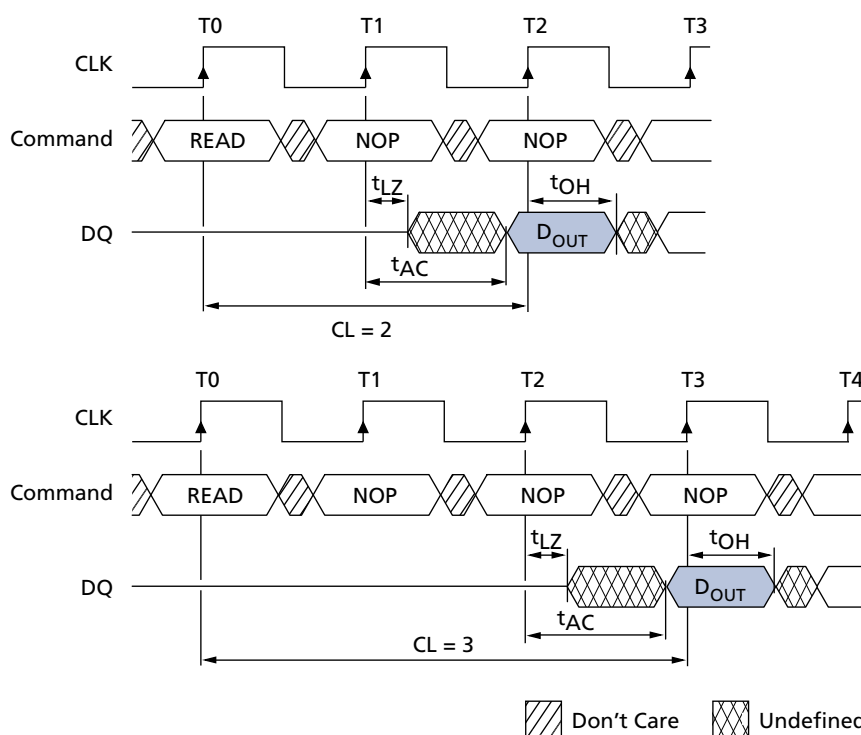 T0 T1 T2 T3
CLK
Command READ NOP NOP
tLZ tOH
DQ DOUT
tAC
CL = 2
T0 T1 T2 T3 T4
CLK
Command READ NOP NOP NOP
tLZ tOH
DQ DOUT
tAC
CL = 3
Don't Care Undefined